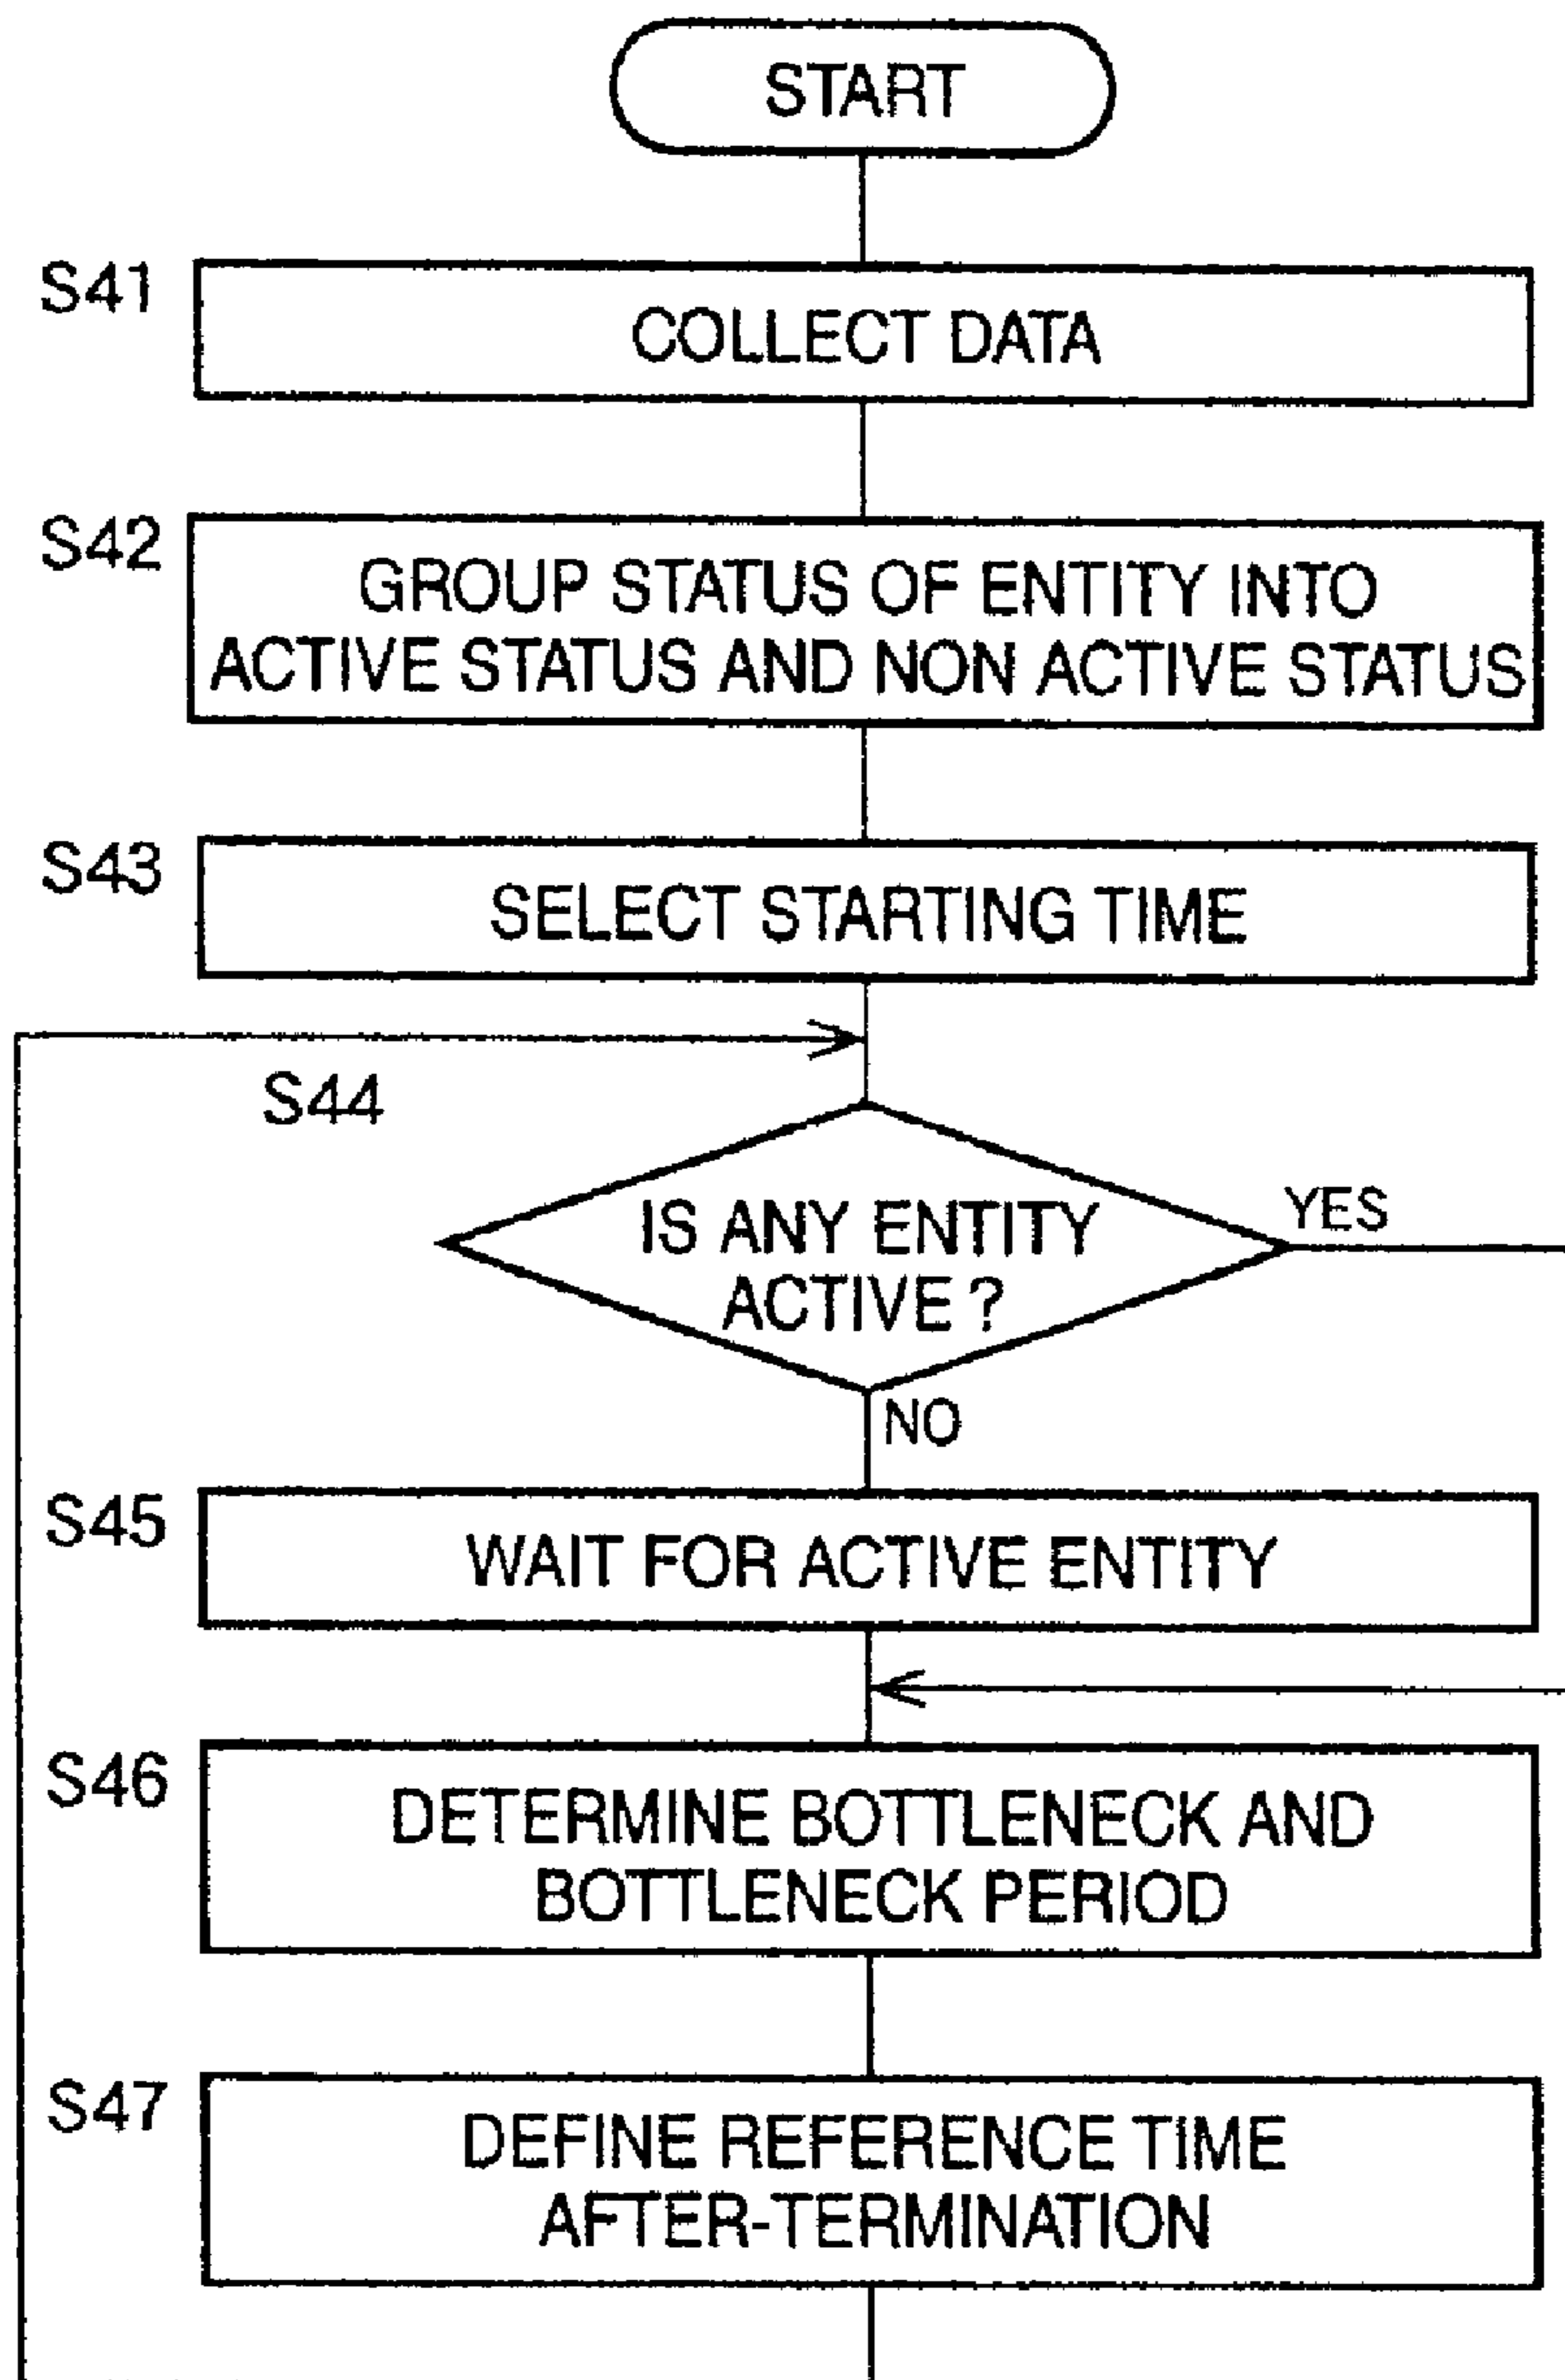 START
S41
COLLECT DATA
S42
GROUP STATUS OF ENTITY INTO
ACTIVE STATUS AND NON ACTIVE STATUS
S43
SELECT STARTING TIME
S44
IS ANY ENTITY
ACTIVE ?
YES
NO
S45
WAIT FOR ACTIVE ENTITY
S46
DETERMINE BOTTLENECK AND
BOTTLENECK PERIOD
S47
DEFINE REFERENCE TIME
AFTER-TERMINATION